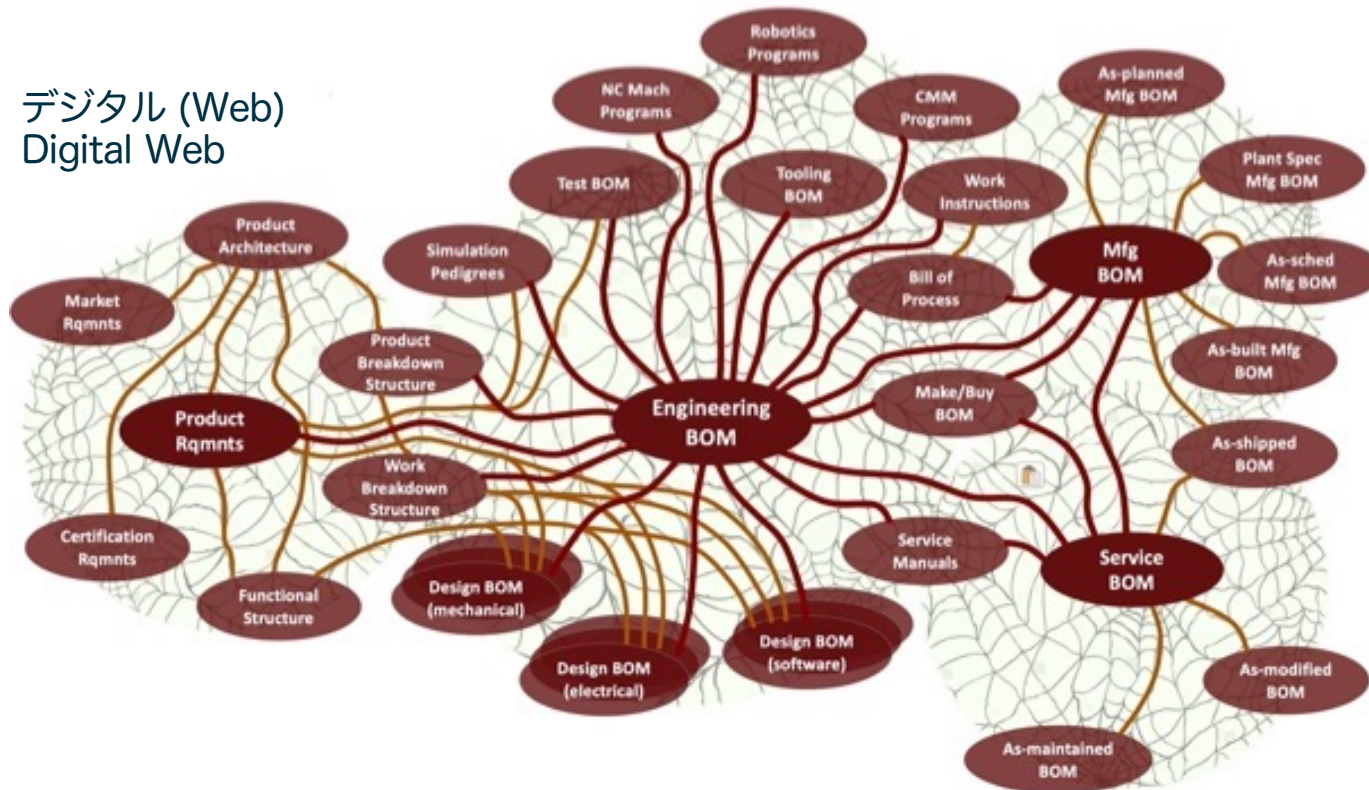 デジタル (Web)
Digital Web
Robotics
Programs
NC Mach
Programs
CMM
Programs
As-planned
Mfg BOM
Test BOM
Tooling
BOM
Work
Instructions
Plant Spec
Mfg BOM
Product
Architecture
Simulation
Pedigrees
Bill of
Process
Mfg
BOM
As-sched
Mfg BOM
Market
Rqmnts
Product
Breakdown
Structure
As-built Mfg
BOM
Product
Rqmnts
Engineering
BOM
Make/Buy
BOM
As-shipped
BOM
Work
Breakdown
Structure
Certification
Rqmnts
Service
Manuals
Service
BOM
Functional
Structure
Design BOM
(mechanical)
Design BOM
(electrical)
Design BOM
(software)
As-modified
BOM
As-maintained
BOM